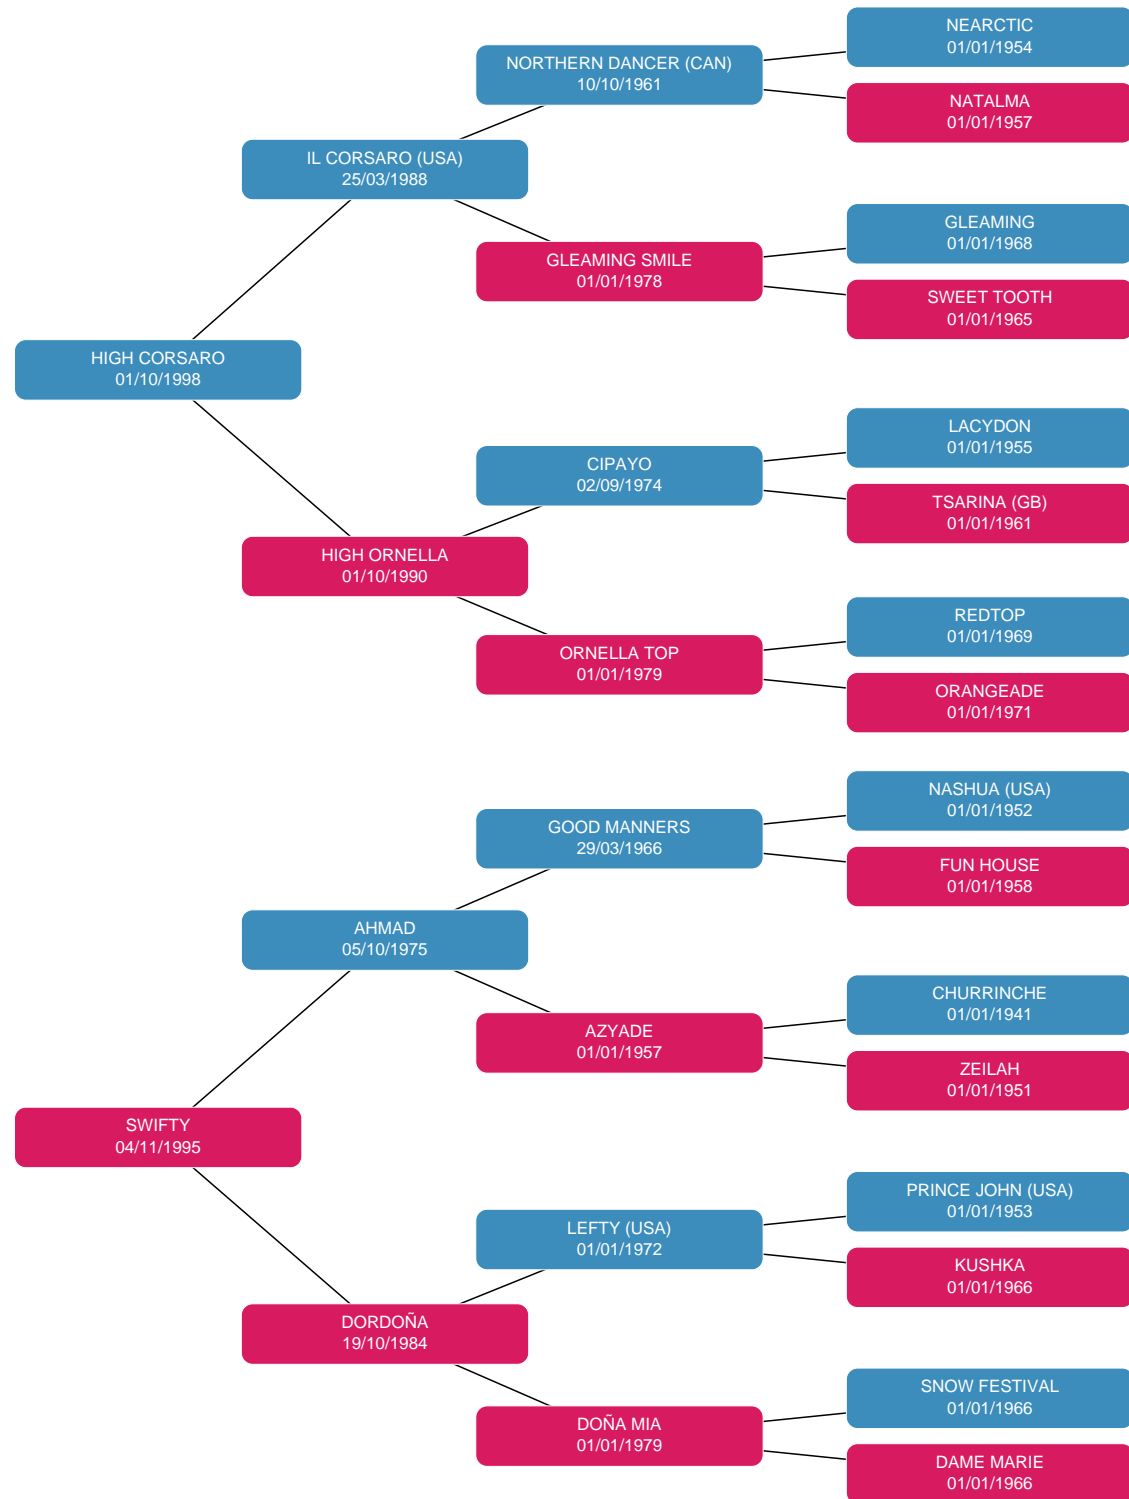 NEARCTIC
01/01/1954
NORTHERN DANCER (CAN)
10/10/1961
NATALMA
01/01/1957
IL CORSARO (USA)
25/03/1988
GLEAMING
01/01/1968
GLEAMING SMILE
01/01/1978
SWEET TOOTH
01/01/1965
HIGH CORSARO
01/10/1998
LACYDON
01/01/1955
CIPAYO
02/09/1974
TSARINA (GB)
01/01/1961
HIGH ORNELLA
01/10/1990
REDTOP
01/01/1969
ORNELLA TOP
01/01/1979
ORANGEADE
01/01/1971
NASHUA (USA)
01/01/1952
GOOD MANNERS
29/03/1966
FUN HOUSE
01/01/1958
AHMAD
05/10/1975
CHURRINCHE
01/01/1941
AZYADE
01/01/1957
ZEILAH
01/01/1951
SWIFTY
04/11/1995
PRINCE JOHN (USA)
01/01/1953
LEFTY (USA)
01/01/1972
KUSHKA
01/01/1966
DORDOÑA
19/10/1984
SNOW FESTIVAL
01/01/1966
DOÑA MIA
01/01/1979
DAME MARIE
01/01/1966